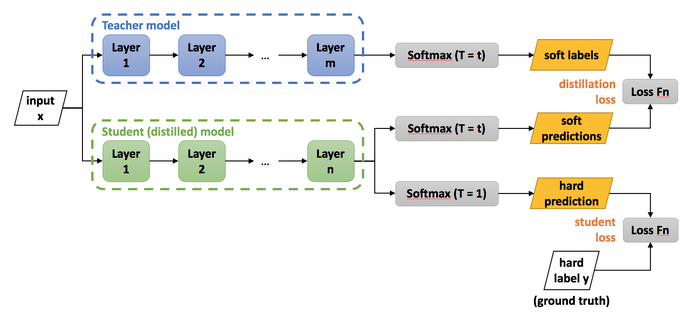 Teacher model
Layer
1
Layer
2
...
Layer
m
Softmax (T = t)
soft labels
distillation
loss
Loss Fn
input
x
Student (distilled) model
Layer
1
Layer
2
...
Layer
n
Softmax (T = t)
soft
predictions
Softmax (T = 1)
hard
prediction
student
loss
Loss Fn
hard
label y
(ground truth)